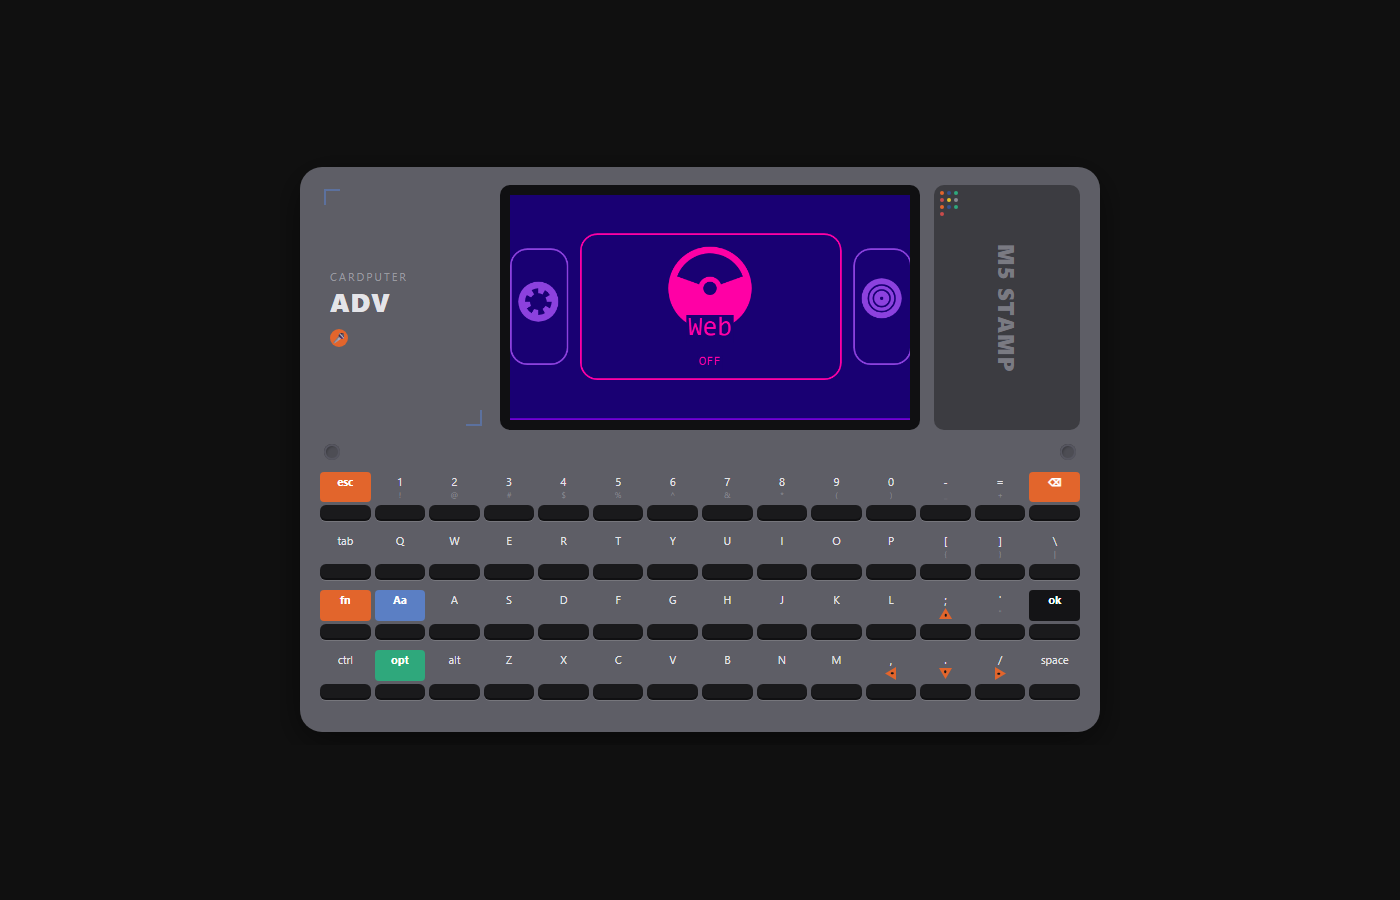 CARDPUTER
ADV
Web
OFF
M5 STAMP
esc 1 2 3 4 5 6 7 8 9 0 - = ⌫
! @ # $ % ^ & * ( ) _ +
tab Q W E R T Y U I O P [ ] \
{ } |
fn Aa A S D F G H J K L ; ' ok
ctrl opt alt Z X C V B N M , . / space